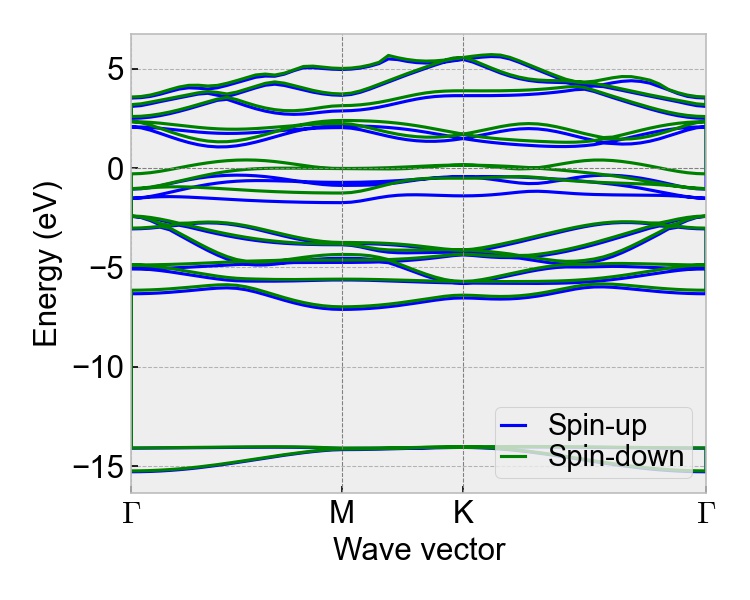 5
0
−5
−10
−15
Energy (eV)
Spin-up
Spin-down
Γ M K Γ
Wave vector